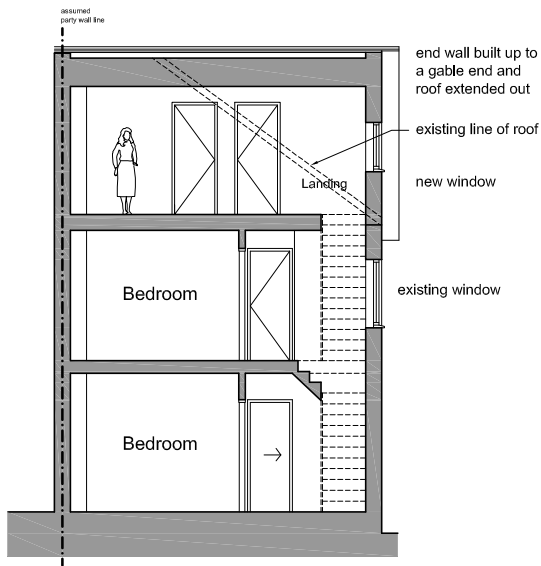 assumed
party wall line
end wall built up to
a gable end and
roof extended out
existing line of roof
Landing
new window
Bedroom
existing window
Bedroom